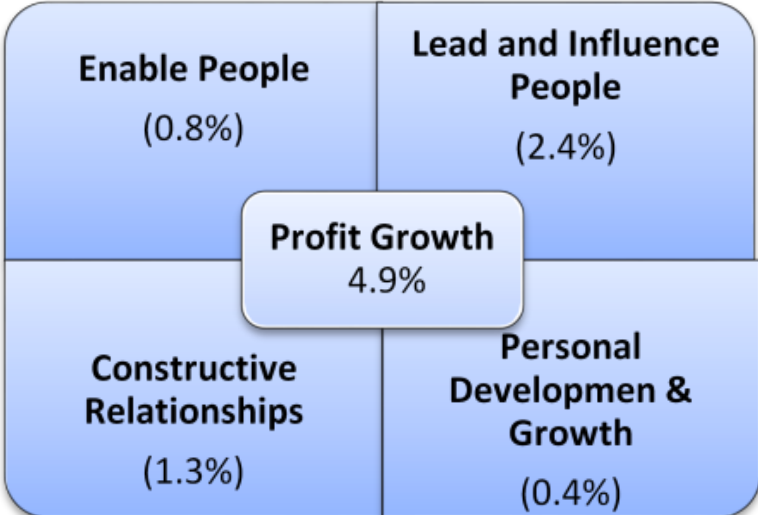 Enable People
(0.8%)
Lead and Influence
People
(2.4%)
Profit Growth
4.9%
Constructive
Relationships
(1.3%)
Personal
Developmen &
Growth
(0.4%)